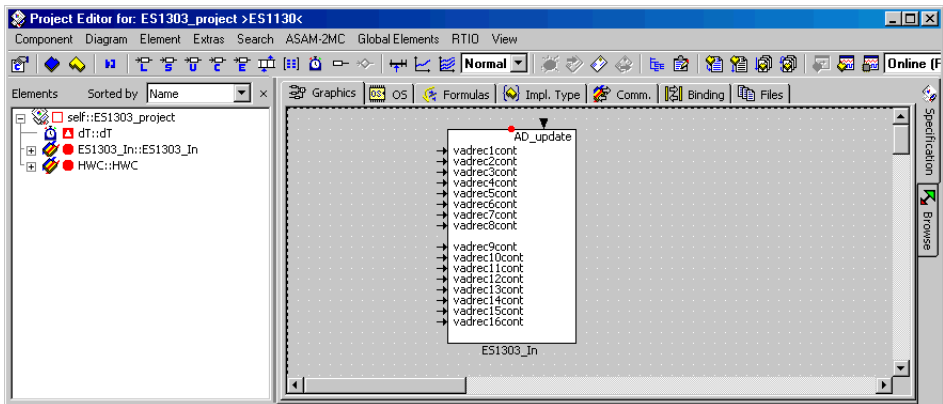 Project Editor for: ES1303_project >ES1130<
Component Diagram Element Extras Search ASAM-2MC Global Elements RTIO View
Normal Online (F
Elements Sorted by Name
Graphics OS Formulas Impl. Type Comm. Binding Files
self::ES1303_project
dT::dT
ES1303_In::ES1303_In
HWC::HWC
AD_update
vadrec1cont
vadrec2cont
vadrec3cont
vadrec4cont
vadrec5cont
vadrec6cont
vadrec7cont
vadrec8cont
vadrec9cont
vadrec10cont
vadrec11cont
vadrec12cont
vadrec13cont
vadrec14cont
vadrec15cont
vadrec16cont
ES1303_In
Specification
Browse